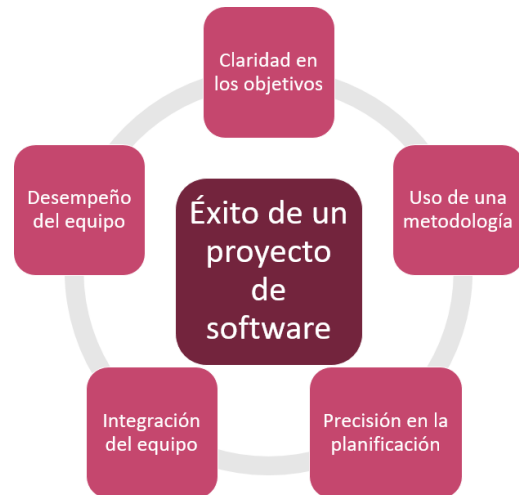 Claridad en
los objetivos
Desempeño
del equipo
Éxito de un
proyecto
de
software
Uso de una
metodología
Integración
del equipo
Precisión en la
planificación